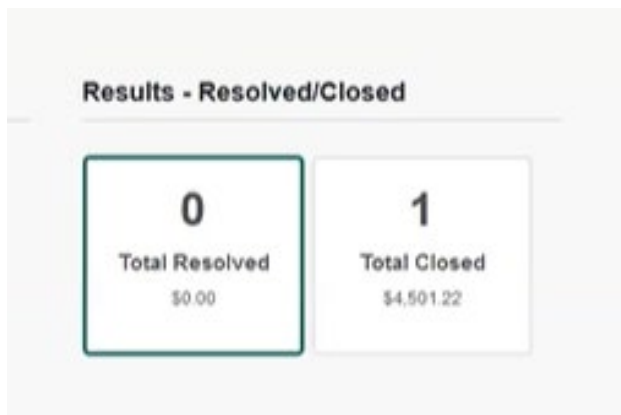 Results - Resolved/Closed
0
Total Resolved
$0.00
1
Total Closed
$4,501.22